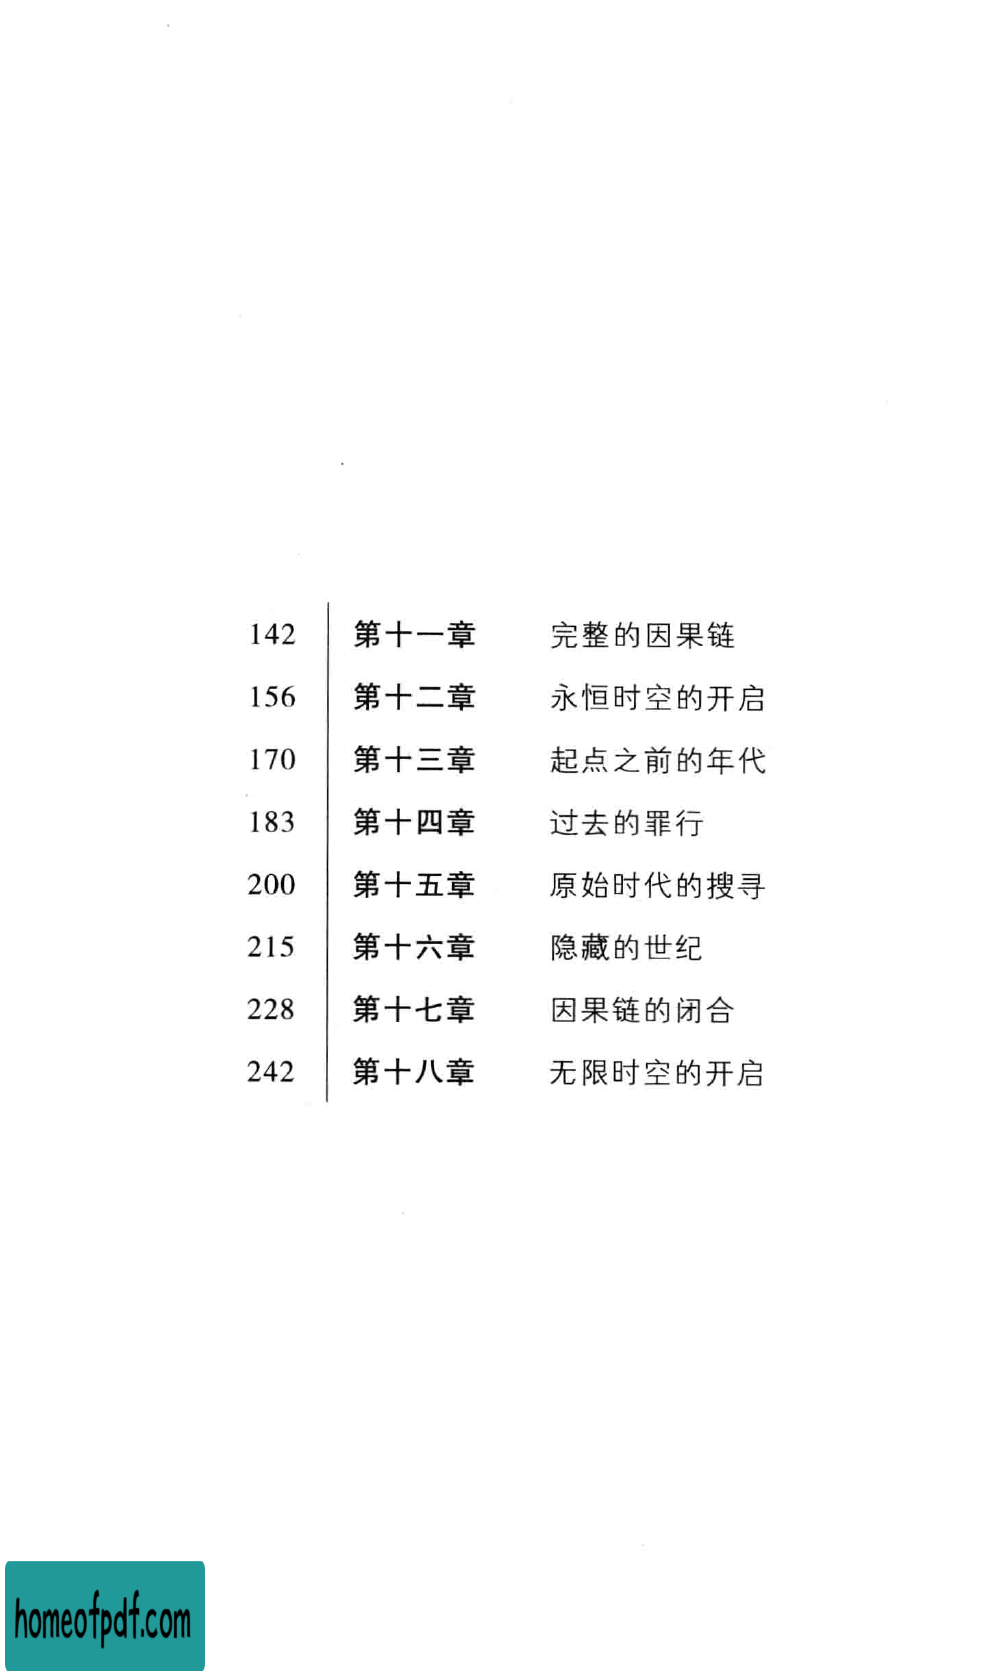 142 第十一章 完整的因果链
156 第十二章 永恒时空的开启
170 第十三章 起点之前的年代
183 第十四章 过去的罪行
200 第十五章 原始时代的搜寻
215 第十六章 隐藏的世纪
228 第十七章 因果链的闭合
242 第十八章 无限时空的开启
homeofpdf.com